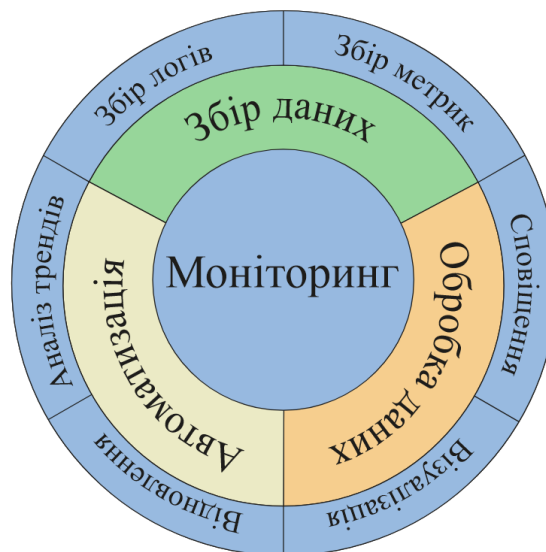 Збір логів
Збір метрик
Збір даних
Моніторинг
Аналіз трендів
Автоматизація
Обробка даних
Сповіщення
Відновлення
Візуалізація